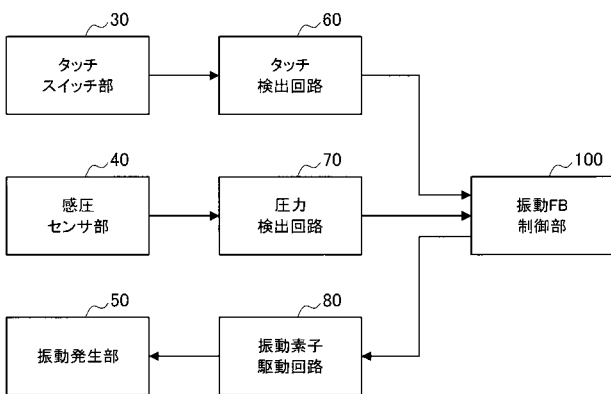 30
タッチ
スイッチ部
60
タッチ
検出回路
40
感圧
センサ部
70
圧力
検出回路
100
振動FB
制御部
50
振動発生部
80
振動素子
駆動回路